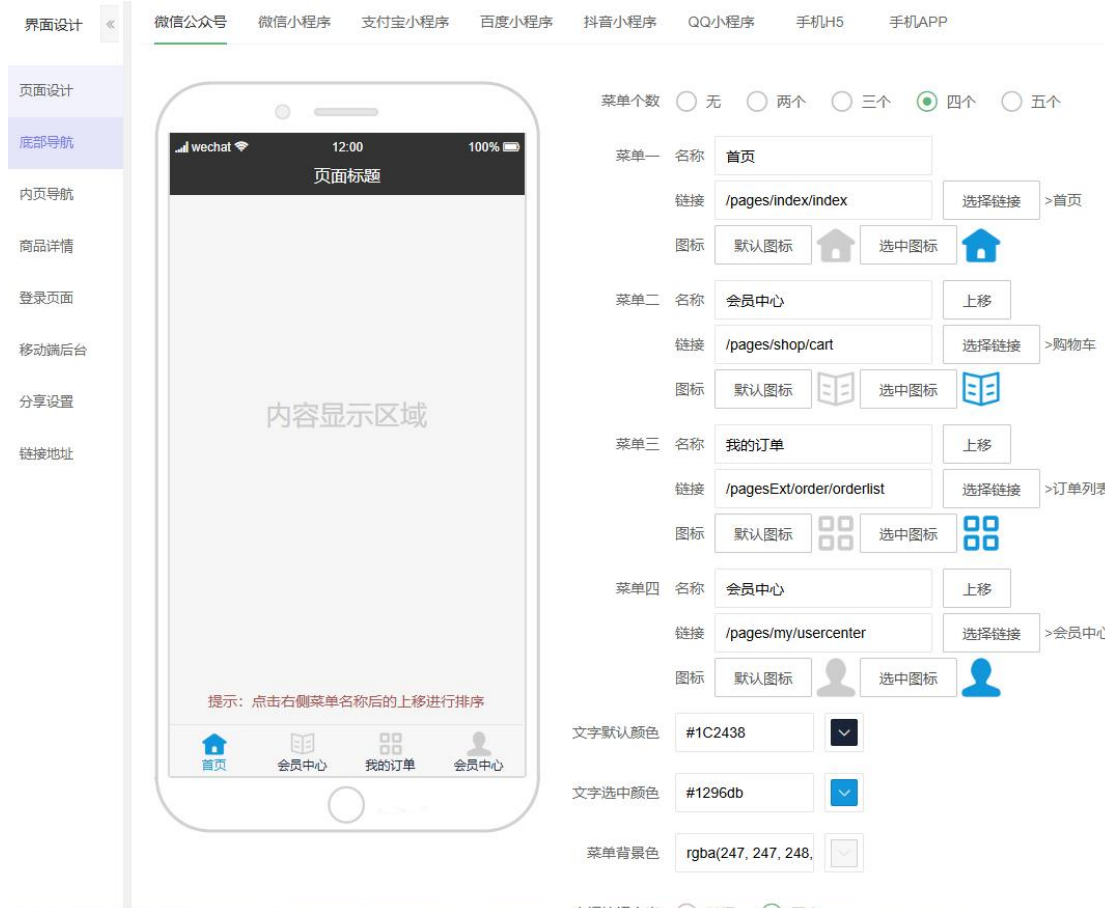 界面设计 «
微信公众号 微信小程序 支付宝小程序 百度小程序 抖音小程序 QQ小程序 手机H5 手机APP
页面设计
底部导航
内页导航
商品详情
登录页面
移动端后台
分享设置
链接地址
wechat 12:00 100%
页面标题
内容显示区域
提示：点击右侧菜单名称后的上移进行排序
首页 会员中心 我的订单 会员中心
菜单个数 无 两个 三个 四个 五个
菜单一 名称 首页
链接 /pages/index/index 选择链接 >首页
图标 默认图标 选中图标
菜单二 名称 会员中心 上移
链接 /pages/shop/cart 选择链接 >购物车
图标 默认图标 选中图标
菜单三 名称 我的订单 上移
链接 /pagesExt/order/orderlist 选择链接 >订单列表
图标 默认图标 选中图标
菜单四 名称 会员中心 上移
链接 /pages/my/usercenter 选择链接 >会员中心
图标 默认图标 选中图标
文字默认颜色 #1C2438
文字选中颜色 #1296db
菜单背景色 rgba(247, 247, 248,